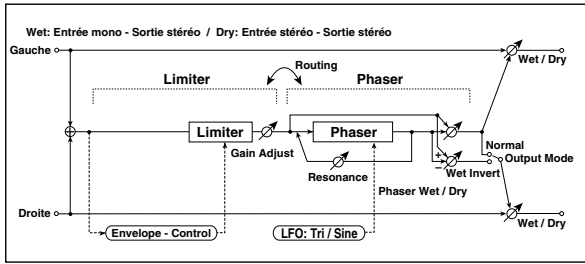 Wet: Entrée mono - Sortie stéréo / Dry: Entrée stéréo - Sortie stéréo
Gauche
Wet / Dry
Routing
Limiter
Phaser
Limiter
Phaser
Gain Adjust
Resonance
+
–
Normal
Output Mode
Wet Invert
Phaser Wet / Dry
Droite
Wet / Dry
Envelope - Control
LFO: Tri / Sine